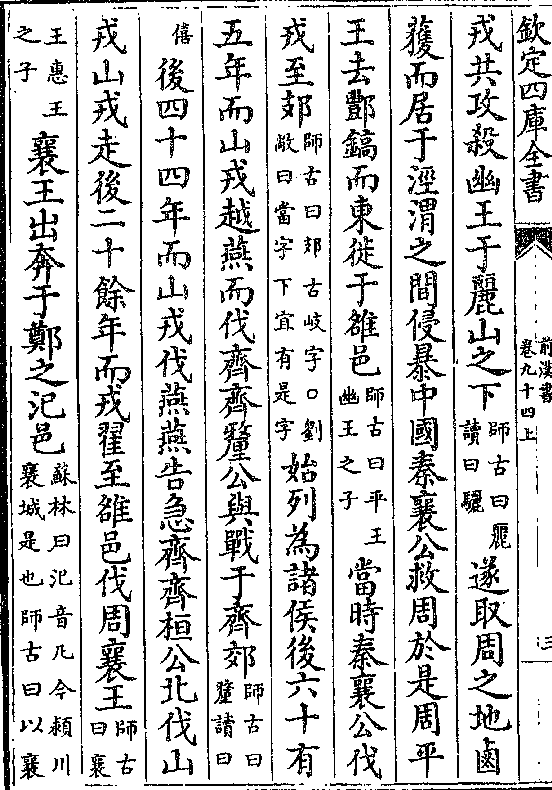 欽定四庫全書
前漢書
卷九十四上
三
戎共攻殺幽王于麗山之下師古曰麗讀曰驪遂取周之地鹵
獲而居于涇渭之間侵暴中國秦襄公救周於是周平
王去酆鎬而東徙于雒邑師古曰平王幽王之子當時秦襄公伐
戎至𨙸師古曰𨙸古岐字○劉敞曰當字下宜有是字始列為諸侯後六十有
五年而山戎越燕而伐齊齊釐公與戰于齊郊師古曰釐讀曰
僖後四十四年而山戎伐燕燕告急齊齊桓公北伐山
戎山戎走後二十餘年而戎翟至雒邑伐周襄王師古曰襄
王惠王之子襄王出奔于鄭之汜邑蘇林曰汜音凡今潁川襄城是也師古曰以襄